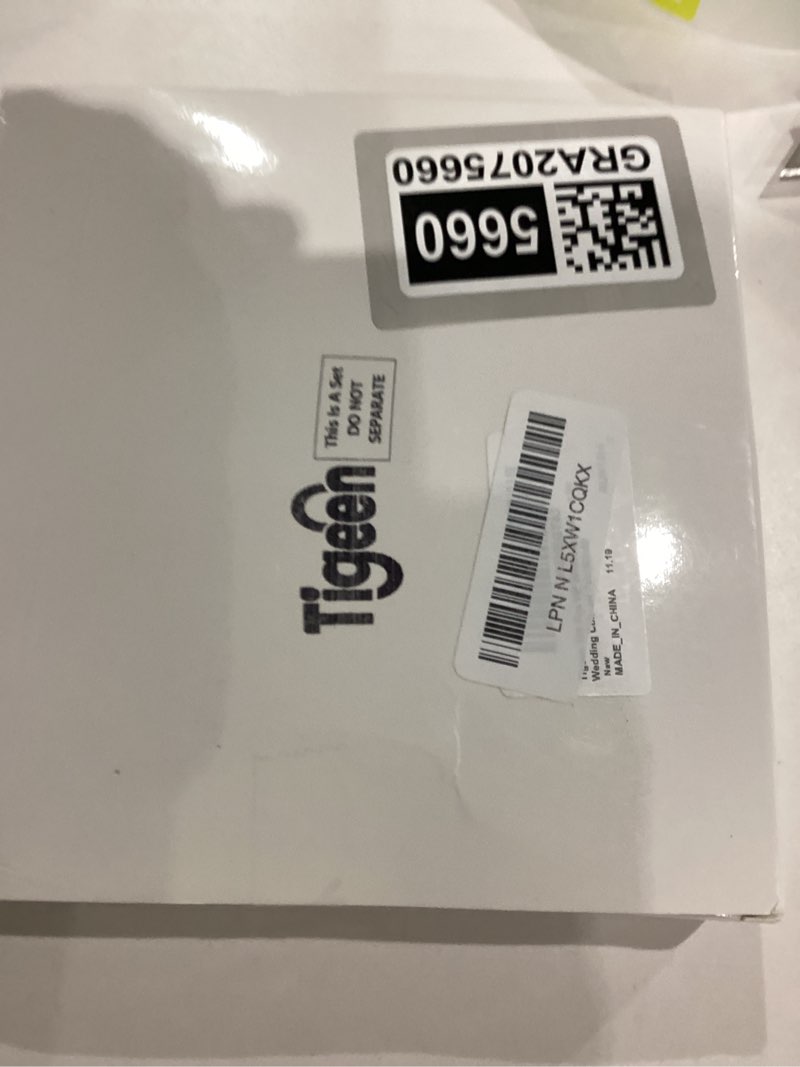 GRA2075660
5660
This Is A Set
DO NOT
SEPARATE
Tigeen
LPN N L5XW1CQKX
Wedding
New
MADE_IN_CHINA 11.19